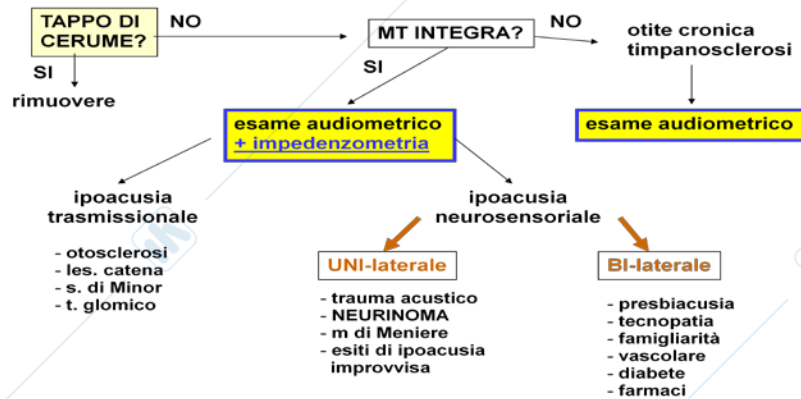 TAPPO DI
CERUME?
NO
MT INTEGRA?
NO
otite cronica
timpanosclerosi
SI
SI
rimuovere
esame audiometrico
+ impedenzometria
esame audiometrico
ipoacusia
trasmissionale
ipoacusia
neurosensoriale
- otosclerosi
- les. catena
- s. di Minor
- t. glomico
UNI-laterale
BI-laterale
- trauma acustico
- NEURINOMA
- m di Meniere
- esiti di ipoacusia
improvvisa
- presbiacusia
- tecnopatia
- famigliarità
- vascolare
- diabete
- farmaci